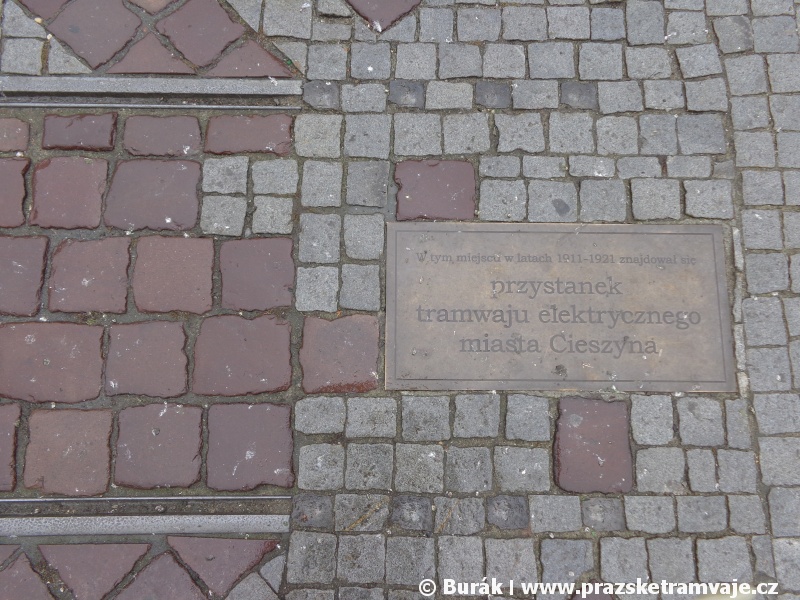 W tym miejscu w latach 1911-1921 znajdował się
przystanek
tramwaju elektrycznego
miasta Cieszyna
© Burák | www.prazsketramvaje.cz